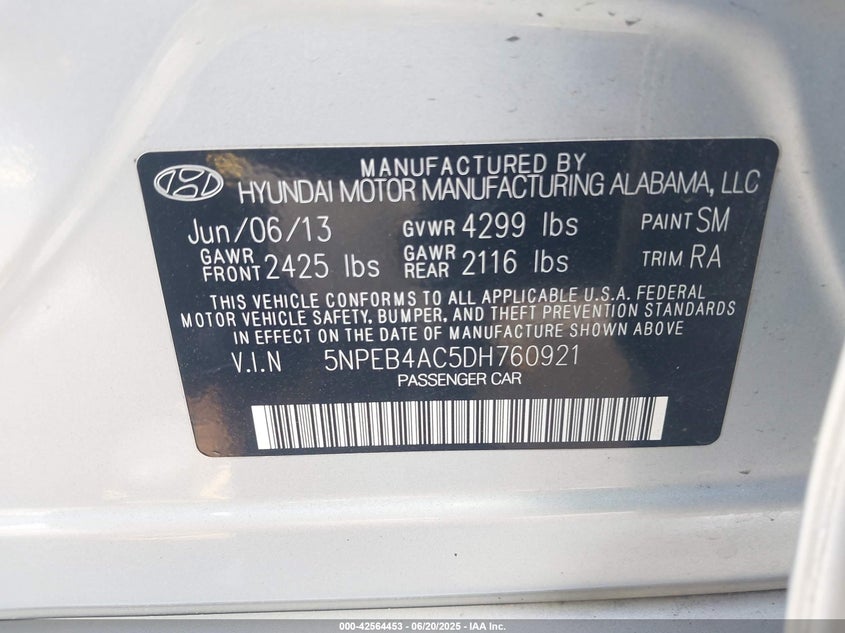 MANUFACTURED BY
HYUNDAI MOTOR MANUFACTURING ALABAMA, LLC
Jun/06/13 GVWR 4299 lbs PAINT SM
GAWR FRONT 2425 lbs GAWR REAR 2116 lbs TRIM RA
THIS VEHICLE CONFORMS TO ALL APPLICABLE U.S.A. FEDERAL
MOTOR VEHICLE SAFETY, BUMPER, AND THEFT PREVENTION STANDARDS
IN EFFECT ON THE DATE OF MANUFACTURE SHOWN ABOVE
V.I.N 5NPEB4AC5DH760921
PASSENGER CAR
000-42564453 - 06/20/2025 - IAA Inc.